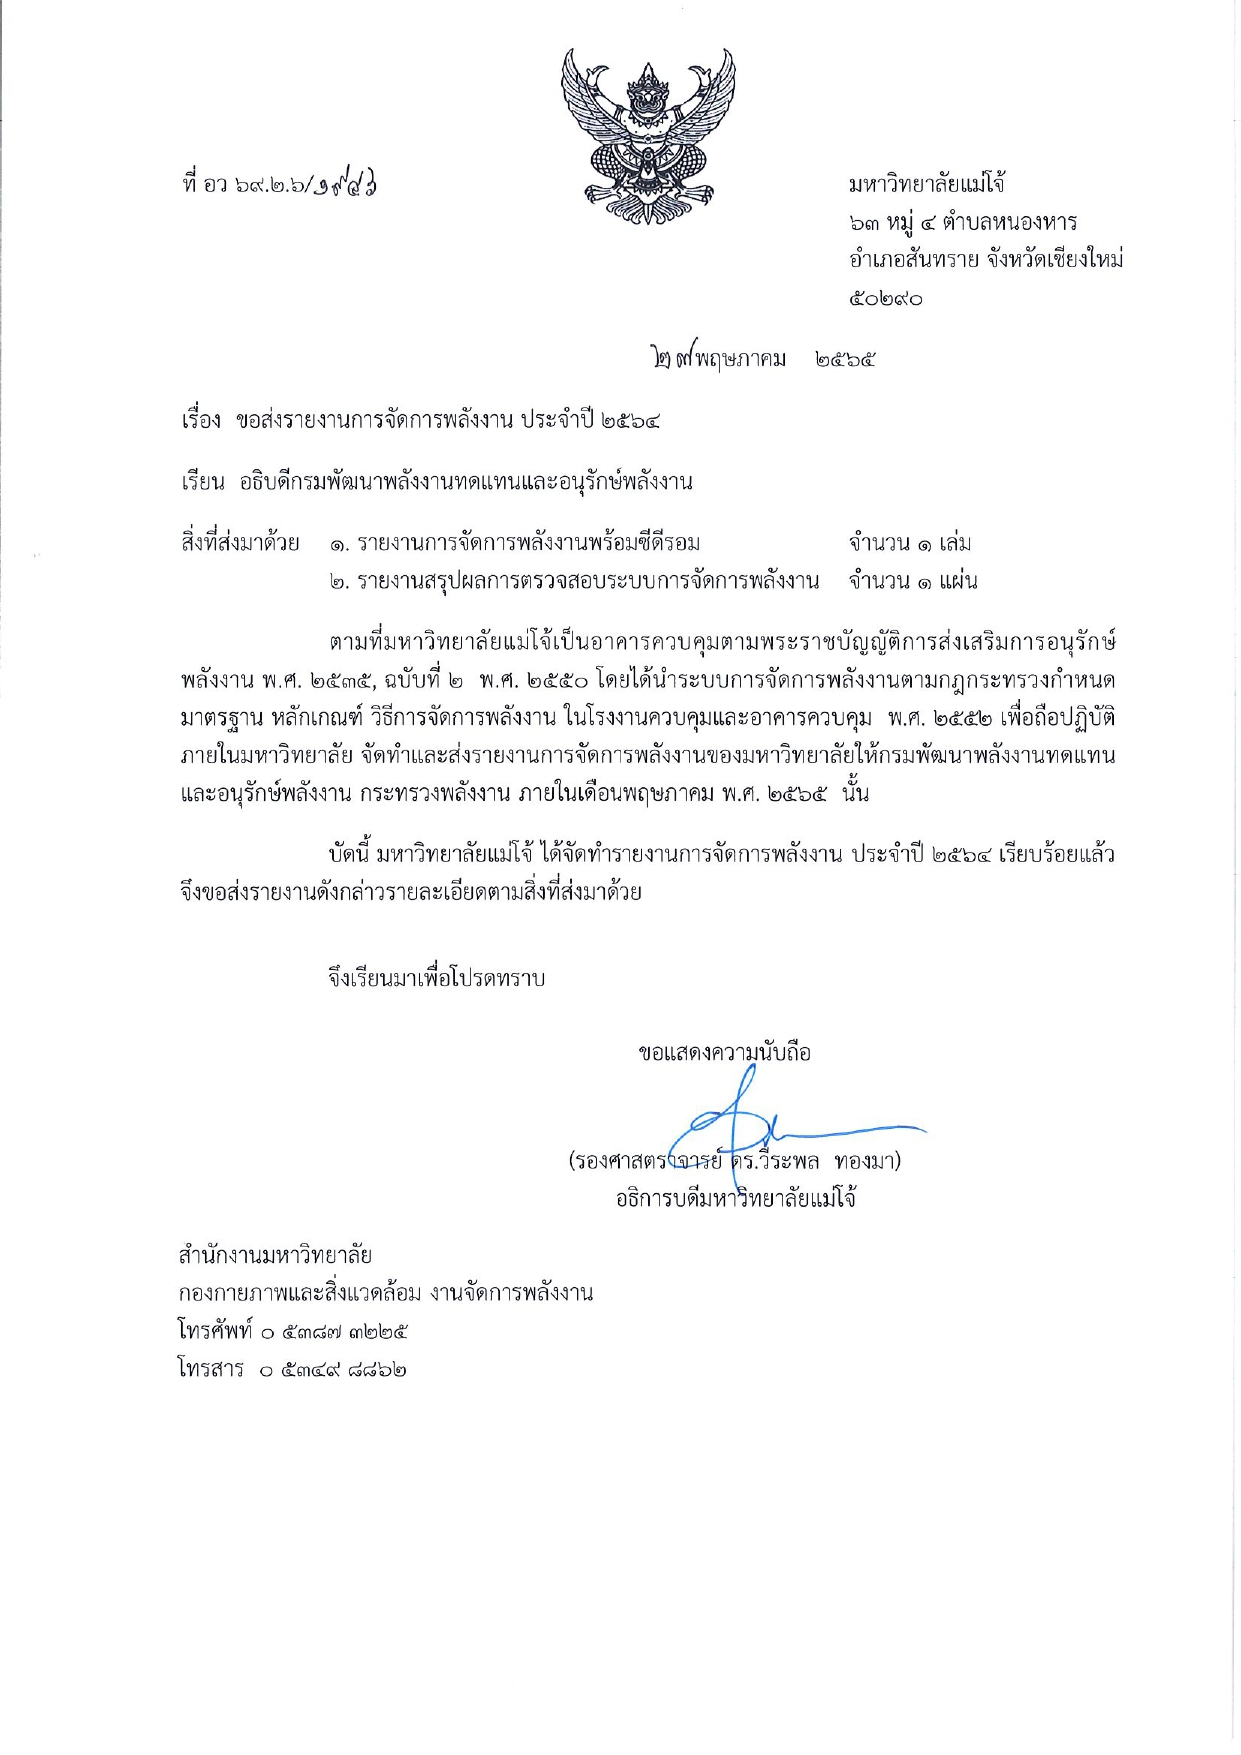 ที่ อว ๖๙.๒.๖/๑๙๔๖
มหาวิทยาลัยแม่โจ้
๖๓ หมู่ ๔ ตำบลหนองหาร
อำเภอสันทราย จังหวัดเชียงใหม่
๕๐๒๙๐
พฤษภาคม ๒๕๖๕
เรื่อง ขอส่งรายงานการจัดการพลังงาน ประจำปี ๒๕๖๔
เรียน อธิบดีกรมพัฒนาพลังงานทดแทนและอนุรักษ์พลังงาน
สิ่งที่ส่งมาด้วย ๑. รายงานการจัดการพลังงานพร้อมซีดีรอม จำนวน ๑ เล่ม
๒. รายงานสรุปผลการตรวจสอบระบบการจัดการพลังงาน จำนวน ๑ แผ่น
ตามที่มหาวิทยาลัยแม่โจ้เป็นอาคารควบคุมตามพระราชบัญญัติการส่งเสริมการอนุรักษ์
พลังงาน พ.ศ. ๒๕๓๕, ฉบับที่ ๒ พ.ศ. ๒๕๕๐ โดยได้นำระบบการจัดการพลังงานตามกฎกระทรวงกำหนด
มาตรฐาน หลักเกณฑ์ วิธีการจัดการพลังงาน ในโรงงานควบคุมและอาคารควบคุม พ.ศ. ๒๕๕๒ เพื่อถือปฏิบัติ
ภายในมหาวิทยาลัย จัดทำและส่งรายงานการจัดการพลังงานของมหาวิทยาลัยให้กรมพัฒนาพลังงานทดแทน
และอนุรักษ์พลังงาน กระทรวงพลังงาน ภายในเดือนพฤษภาคม พ.ศ. ๒๕๖๕ นั้น
บัดนี้ มหาวิทยาลัยแม่โจ้ ได้จัดทำรายงานการจัดการพลังงาน ประจำปี ๒๕๖๔ เรียบร้อยแล้ว
จึงขอส่งรายงานดังกล่าวรายละเอียดตามสิ่งที่ส่งมาด้วย
จึงเรียนมาเพื่อโปรดทราบ
ขอแสดงความนับถือ
(รองศาสตราจารย์ ดร.วีระพล ทองมา)
อธิการบดีมหาวิทยาลัยแม่โจ้
สำนักงานมหาวิทยาลัย
กองกายภาพและสิ่งแวดล้อม งานจัดการพลังงาน
โทรศัพท์ ๐ ๕๓๘๗ ๓๒๒๕
โทรสาร ๐ ๕๓๔๙ ๘๘๖๒